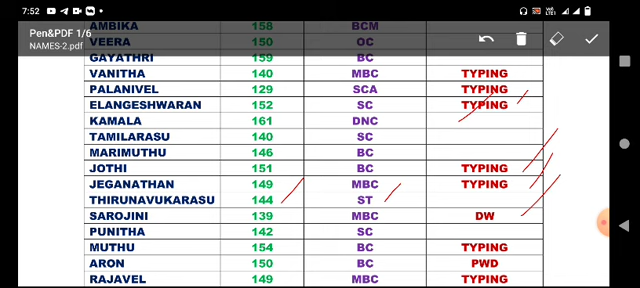 7:52
Pen&PDF 1/6
NAMES-2.pdf
AMBIKA 158 BCM
VEERA 150 OC
GAYATHRI 159 BC
VANITHA 140 MBC TYPING
PALANIVEL 129 SCA TYPING
ELANGESHWARAN 152 SC TYPING
KAMALA 161 DNC
TAMILARASU 140 SC
MARIMUTHU 146 BC
JOTHI 151 BC TYPING
JEGANATHAN 149 MBC TYPING
THIRUNAVUKARASU 144 ST
SAROJINI 139 MBC DW
PUNITHA 142 SC
MUTHU 154 BC TYPING
ARON 150 BC PWD
RAJAVEL 149 MBC TYPING